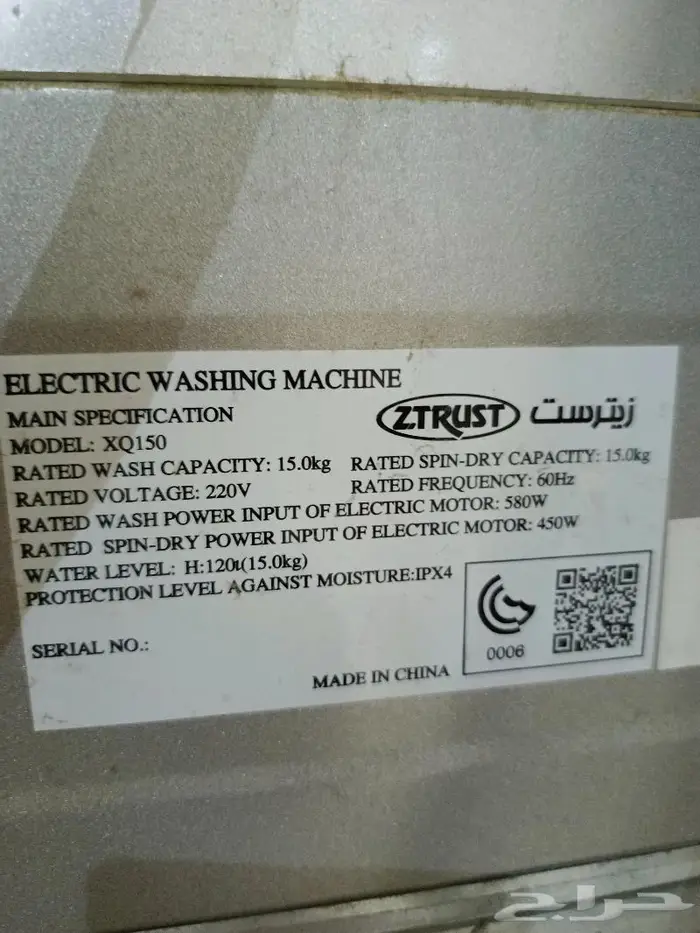 ELECTRIC WASHING MACHINE
MAIN SPECIFICATION
Z.TRUST زيترست
MODEL: XQ150
RATED WASH CAPACITY: 15.0kg RATED SPIN-DRY CAPACITY: 15.0kg
RATED VOLTAGE: 220V RATED FREQUENCY: 60Hz
RATED WASH POWER INPUT OF ELECTRIC MOTOR: 580W
RATED SPIN-DRY POWER INPUT OF ELECTRIC MOTOR: 450W
WATER LEVEL: H:120ι(15.0kg)
PROTECTION LEVEL AGAINST MOISTURE:IPX4
0006
SERIAL NO.:
MADE IN CHINA
حراج